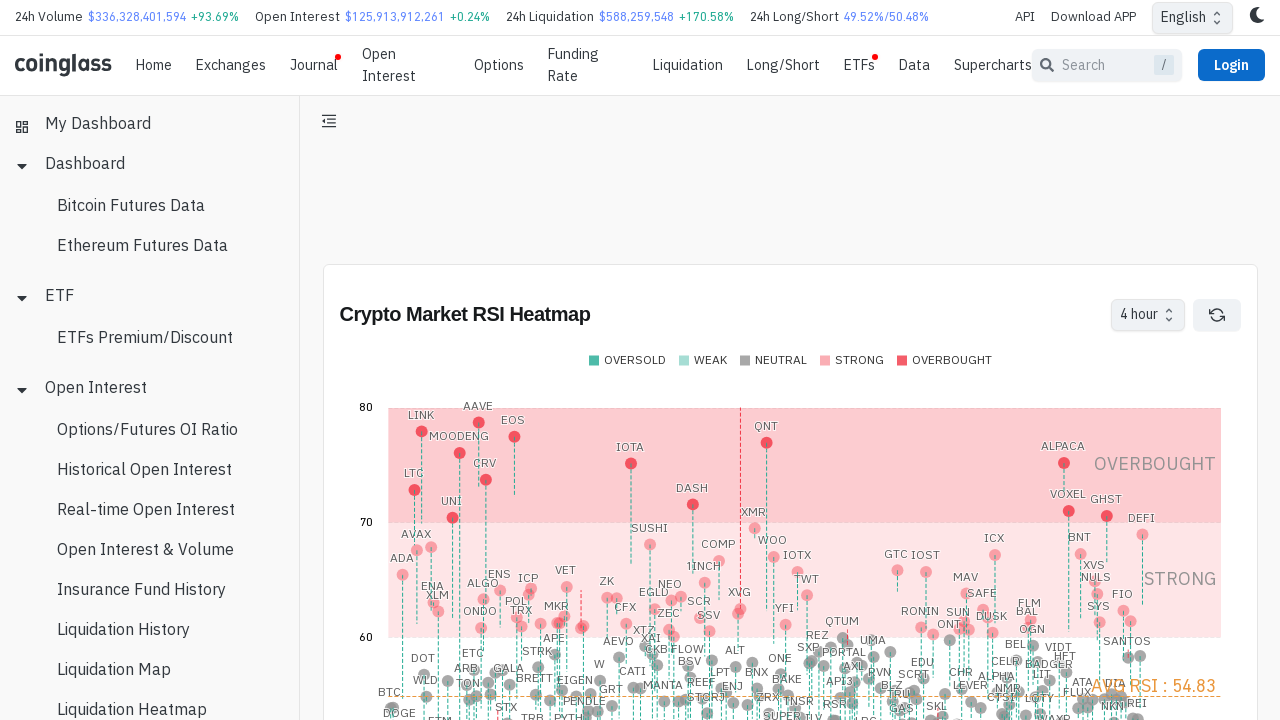 24h Volume $336,328,401,594 +93.69% Open Interest $125,913,912,261 +0.24% 24h Liquidation $588,259,548 +170.58% 24h Long/Short 49.52%/50.48% API Download APP English
coinglass Home Exchanges Journal Open Interest Options Funding Rate Liquidation Long/Short ETFs Data Supercharts Search / Login
My Dashboard
Dashboard
Bitcoin Futures Data
Ethereum Futures Data
ETF
ETFs Premium/Discount
Open Interest
Options/Futures OI Ratio
Historical Open Interest
Real-time Open Interest
Open Interest & Volume
Insurance Fund History
Liquidation History
Liquidation Map
Liquidation Heatmap
Crypto Market RSI Heatmap 4 hour
OVERSOLD WEAK NEUTRAL STRONG OVERBOUGHT
80
AAVE
LINK
EOS
QNT
MOODENG
IOTA
ALPACA
OVERBOUGHT
CRV
LTC
DASH
VOXEL
UNI
GHST
XMR
DEFI
70
SUSHI
AVAX
WOO
ICX
BNT
COMP
ADA
IOTX
GTC
IOST
1INCH
VET
XVS
ENS
ICP
TWT
MAV
NULS
STRONG
ENA
ALGO
ZK
NEO
EGLD
XVG
SAFE
FIO
XLM
POL
SCR
FLM
ONDO
TRX
MKR
CFX
ZEC
SSV
YFI
RONIN
SUN
DUSK
BAL
SYS
QTUM
ONT
OGN
60
XTZ
REZ
APE
AEVO
XAI
UMA
BEL
SANTOS
ETC
STRK
CKB
FLOW
ALT
SXP
PORTAL
VIDT
DOT
W
BSV
ONE
EDU
CELR
HFT
ARB
GALA
CATI
LPT
BNX
AXL
RVN
SCRT
CHR
BADGER
WLD
TON
BRETT
EIGEN
REEF
BAKE
API3
BLZ
ALPHA
LIT
ATA
IDIA
AVG RSI : 54.83
BTC
GRT
MANTA
ENJ
LEVER
NMR
FLUX
PENDLE
STORJ
ZRX
TNSR
RSR
TRU
CTSI
LQTY
REI
DOGE
STX
GAS
SKL
NKN
ETM
TRB
PYTH
SUPER
WAXP